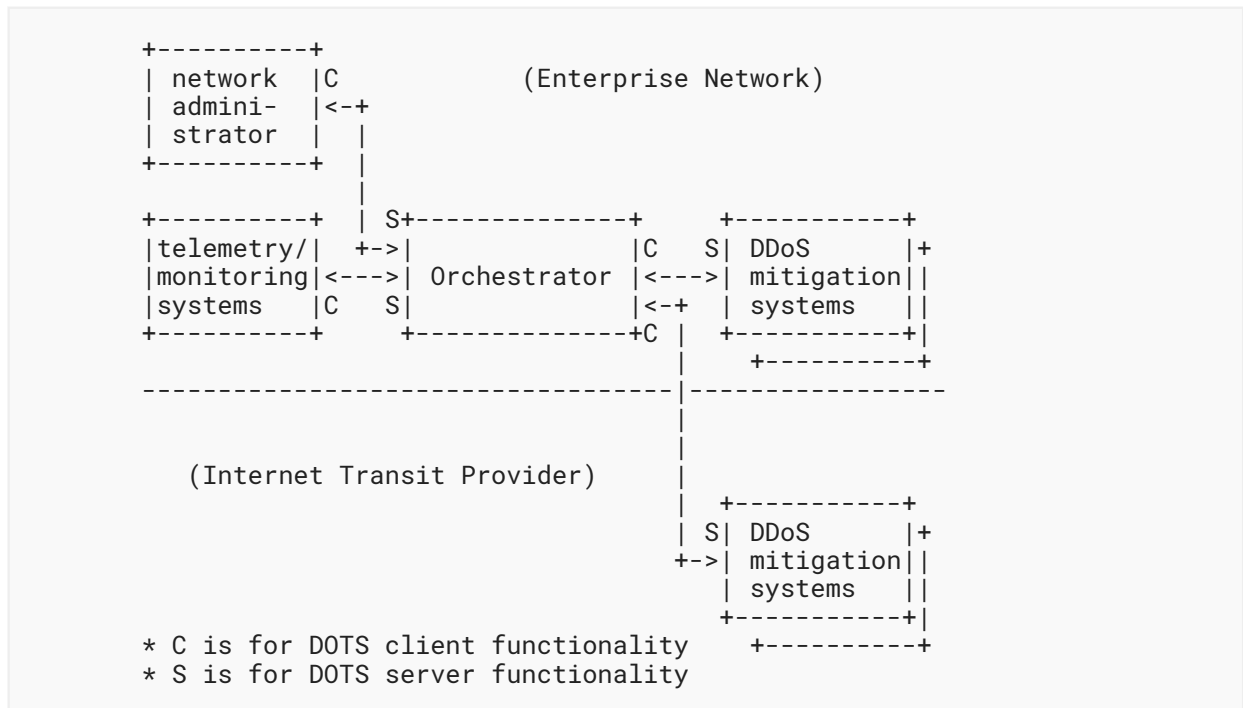 +----------+
| network  |C            (Enterprise Network)
| admini-  |<-+
| strator  |  |
+----------+  |
              |
+----------+  | S+--------------+     +-----------+
|telemetry/|  +->|              |C   S| DDoS      |+
|monitoring|<--->| Orchestrator |<--->| mitigation||
|systems   |C   S|              |<-+  | systems   ||
+----------+     +--------------+C |  +-----------+|
                                   |    +----------+
-----------------------------------|-----------------
                                   |
                                   |
   (Internet Transit Provider)     |
                                   |  +-----------+
                                   | S| DDoS      |+
                                   +->| mitigation||
                                      | systems   ||
                                      +-----------+|
* C is for DOTS client functionality    +----------+
* S is for DOTS server functionality